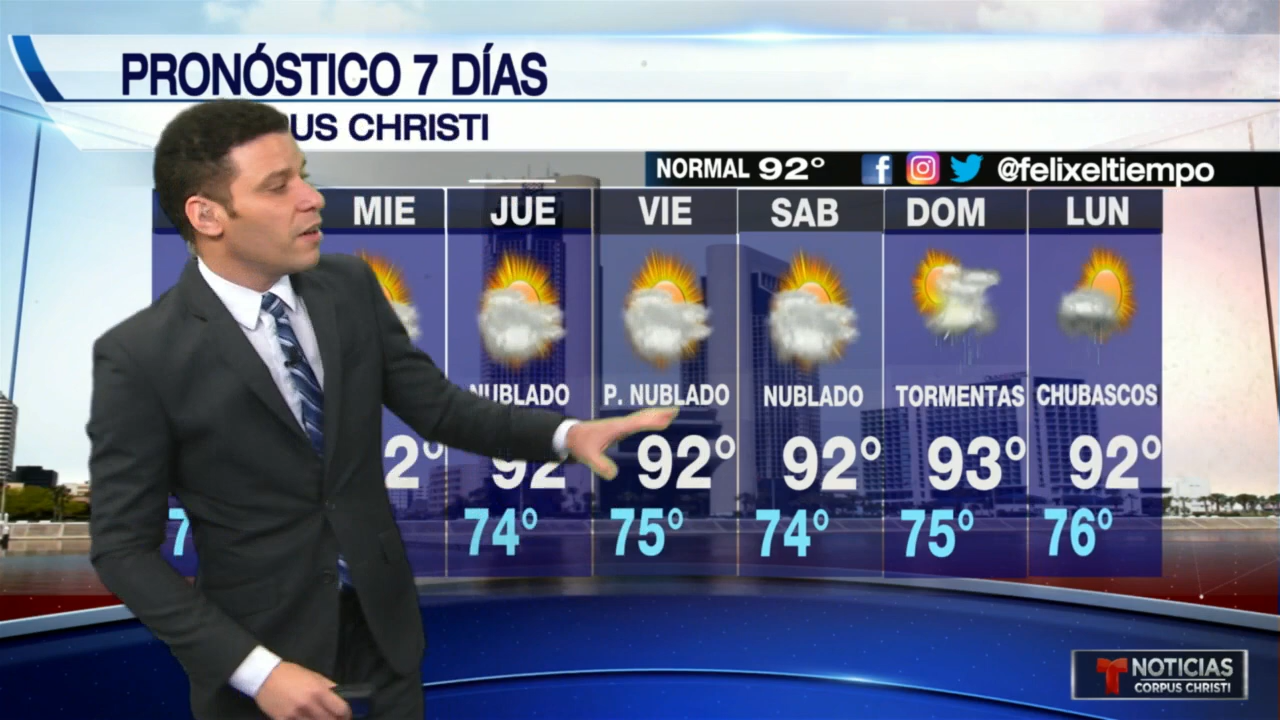 PRONÓSTICO 7 DÍAS
US CHRISTI
NORMAL 92° @felixeltiempo
MIE JUE VIE SAB DOM LUN
NUBLADO P. NUBLADO NUBLADO TORMENTAS CHUBASCOS
2° 92° 92° 92° 93° 92°
7 74° 75° 74° 75° 76°
NOTICIAS
CORPUS CHRISTI